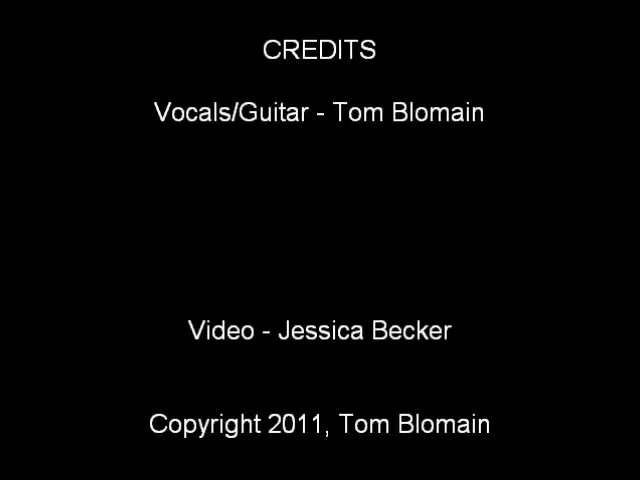 CREDITS
Vocals/Guitar - Tom Blomain
Video - Jessica Becker
Copyright 2011, Tom Blomain